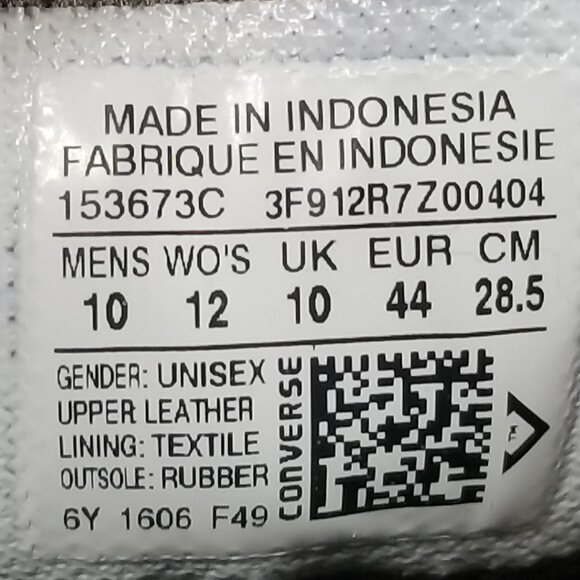 MADE IN INDONESIA
FABRIQUE EN INDONESIE
153673C 3F912R7Z00404
MENS WO'S UK EUR CM
10 12 10 44 28.5
GENDER: UNISEX
UPPER LEATHER
LINING: TEXTILE
OUTSOLE: RUBBER
6Y 1606 F49
CONVERSE
TM